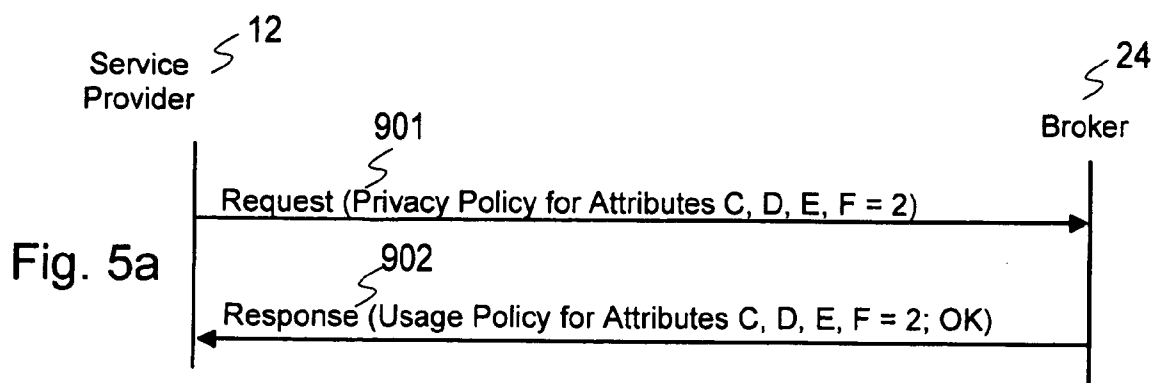 12
Service
Provider
24
Broker
901
Request (Privacy Policy for Attributes C, D, E, F = 2)
Fig. 5a
902
Response (Usage Policy for Attributes C, D, E, F = 2; OK)